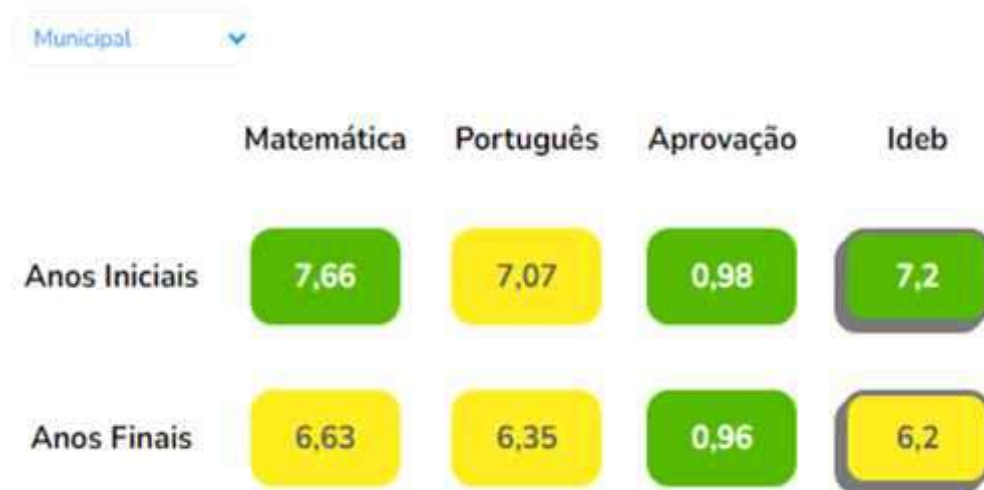 Municipal
Matemática Português Aprovação Ideb
Anos Iniciais 7,66 7,07 0,98 7,2
Anos Finais 6,63 6,35 0,96 6,2